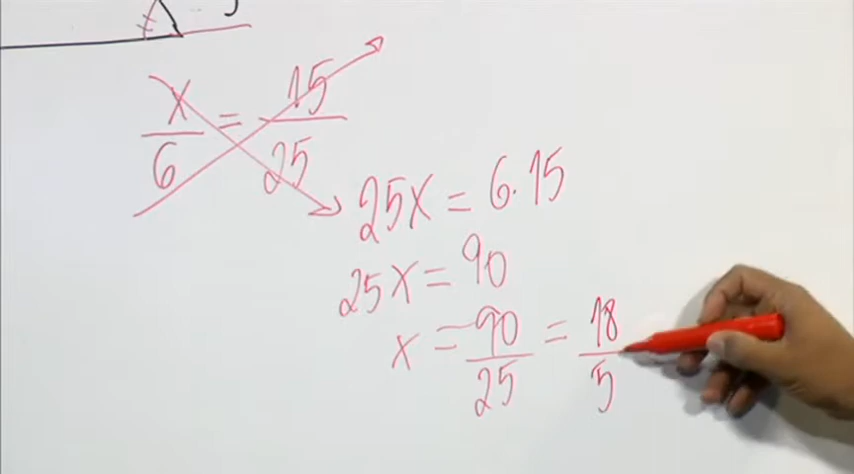 x/6 = 15/25
25x = 6.15
25x = 90
x = 90/25 = 18/5